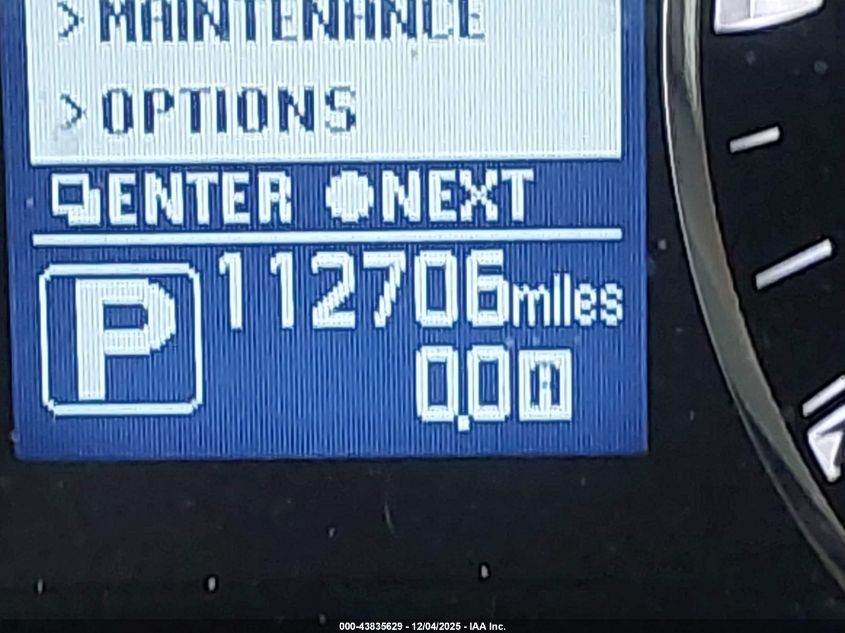 > MAINTENANCE
> OPTIONS
ENTER NEXT
P 112706 miles
0.0
000-43835629 - 12/04/2025 - IAA Inc.